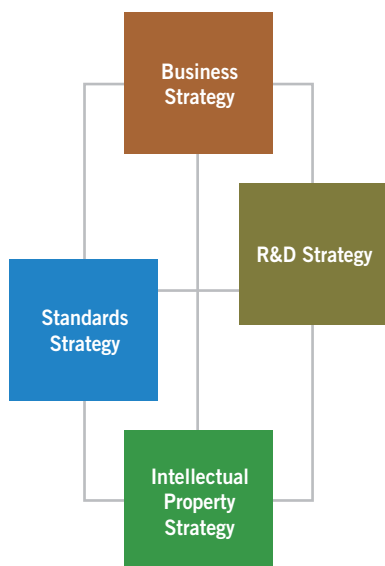 Business
Strategy
R&D Strategy
Standards
Strategy
Intellectual
Property
Strategy